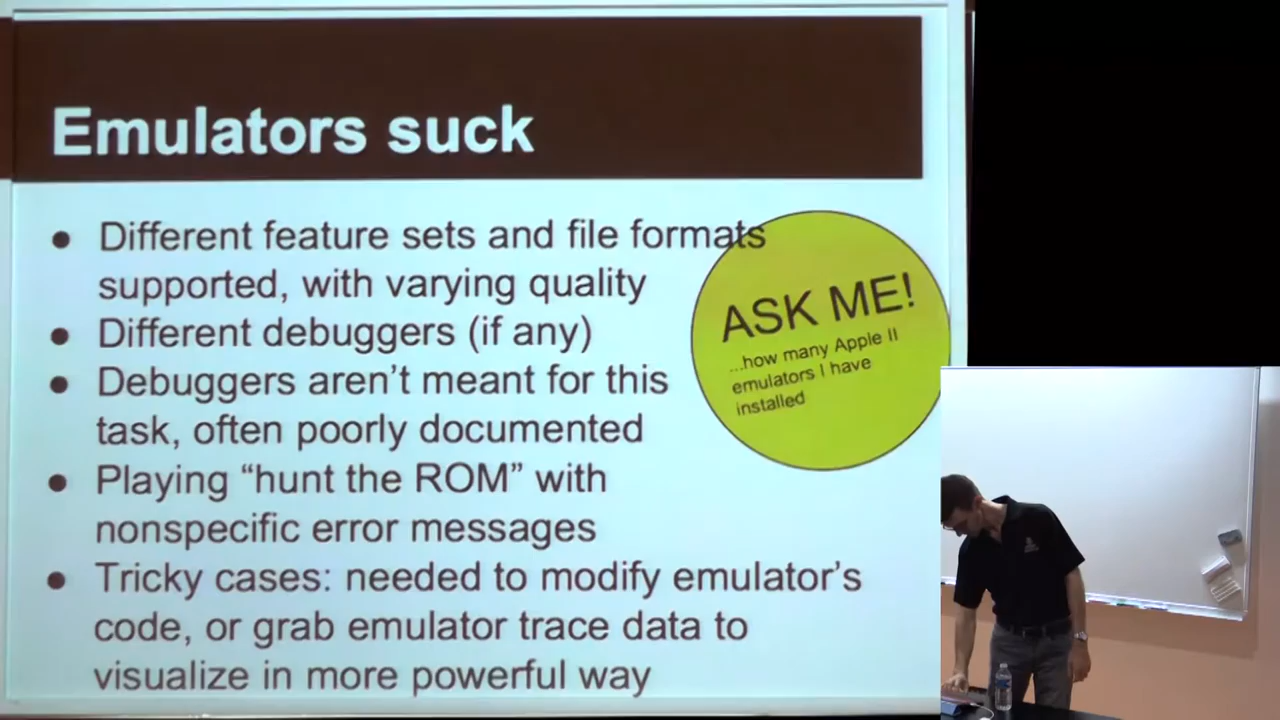 Emulators suck
● Different feature sets and file formats
supported, with varying quality
● Different debuggers (if any)
● Debuggers aren't meant for this
task, often poorly documented
● Playing “hunt the ROM” with
nonspecific error messages
● Tricky cases: needed to modify emulator's
code, or grab emulator trace data to
visualize in more powerful way
ASK ME!
...how many Apple II
emulators I have
installed